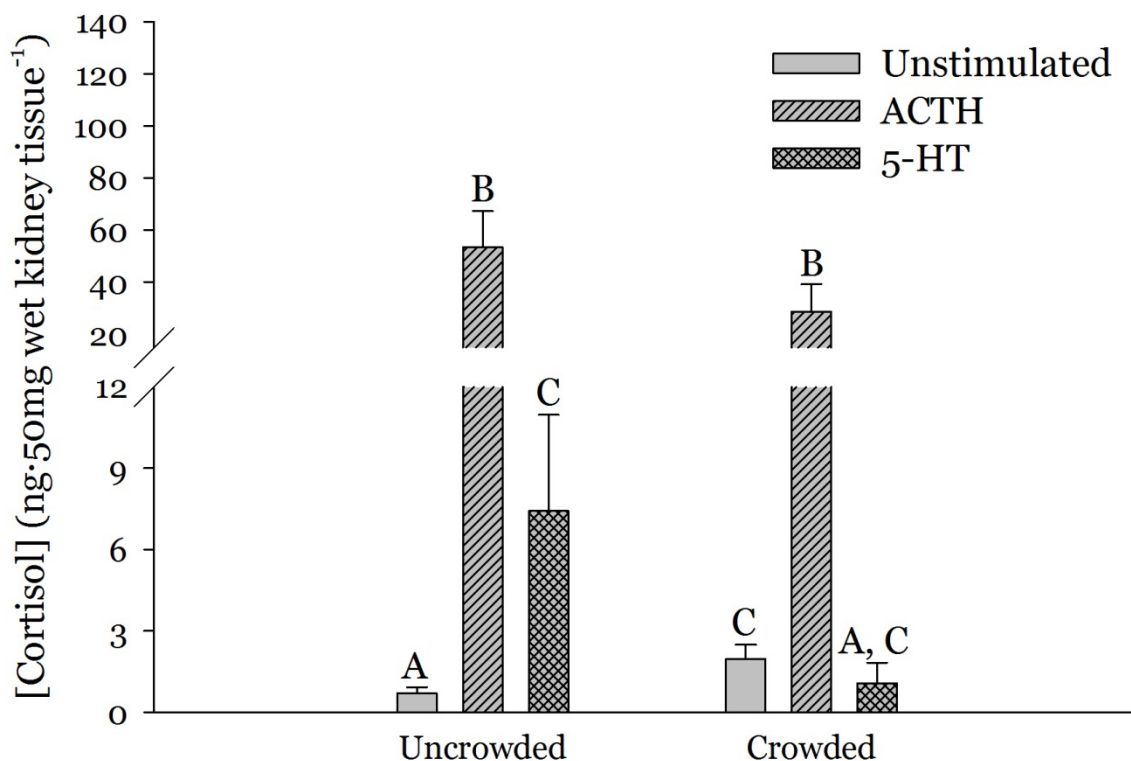 [Cortisol] (ng·50mg wet kidney tissue⁻¹)
140
120
100
80
60
40
20
12
9
6
3
0
Unstimulated
ACTH
5-HT
A
B
C
C
B
A, C
Uncrowded
Crowded